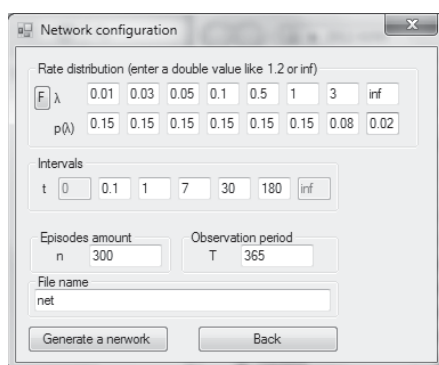 Network configuration
Rate distribution (enter a double value like 1.2 or inf)
F λ 0.01 0.03 0.05 0.1 0.5 1 3 inf
p(λ) 0.15 0.15 0.15 0.15 0.15 0.15 0.08 0.02
Intervals
t 0 0.1 1 7 30 180 inf
Episodes amount Observation period
n 300 T 365
File name
net
Generate a nerwork Back